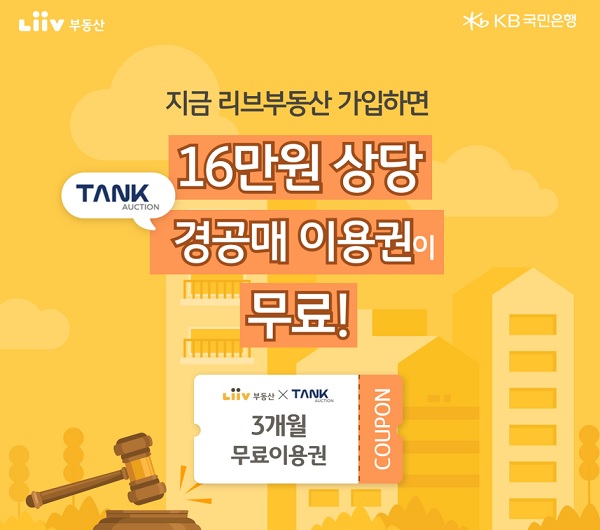 Liiv 부동산
KB국민은행
지금 리브부동산 가입하면
16만원 상당
TANK
AUCTION
경공매 이용권이
무료!
Liiv 부동산 × TANK
AUCTION
3개월
무료이용권
COUPON